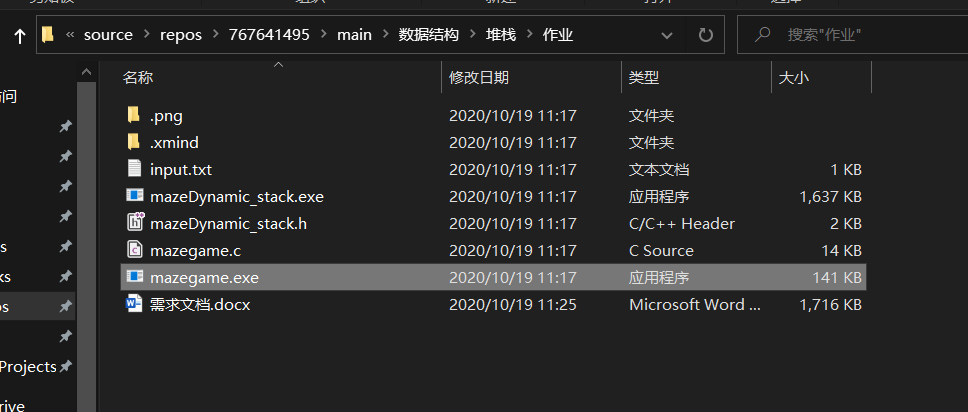 « source > repos > 767641495 > main > 数据结构 > 堆栈 > 作业
搜索"作业"
名称 修改日期 类型 大小
.png 2020/10/19 11:17 文件夹
.xmind 2020/10/19 11:17 文件夹
input.txt 2020/10/19 11:17 文本文档 1 KB
mazeDynamic_stack.exe 2020/10/19 11:17 应用程序 1,637 KB
mazeDynamic_stack.h 2020/10/19 11:17 C/C++ Header 2 KB
mazegame.c 2020/10/19 11:17 C Source 14 KB
mazegame.exe 2020/10/19 11:17 应用程序 141 KB
需求文档.docx 2020/10/19 11:25 Microsoft Word ... 1,716 KB
Projects